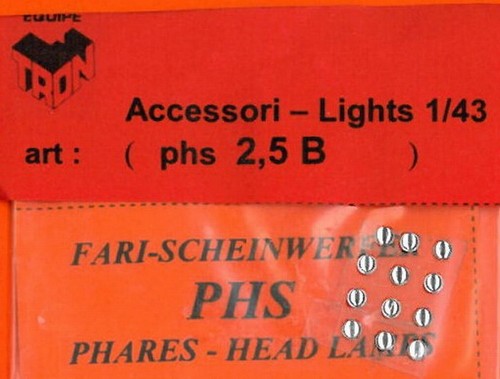 EQUIPE
TRON
Accessori – Lights 1/43
art : ( phs 2,5 B )
FARI-SCHEINWERFER
PHS
PHARES - HEAD LAMPS